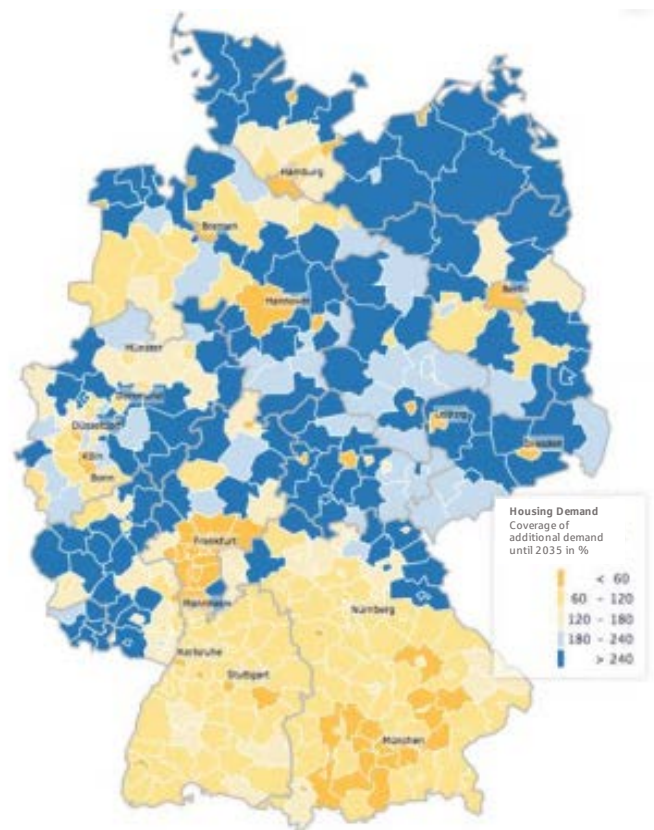 Hamburg
Bremen
Berlin
Hannover
Münster
Dortmund
Düsseldorf
Leipzig
Dresden
Köln
Bonn
Housing Demand
Coverage of
additional demand
until 2035 in %
< 60
60 - 120
120 - 180
180 - 240
> 240
Frankfurt
Mannheim
Nürnberg
Karlsruhe
Stuttgart
München